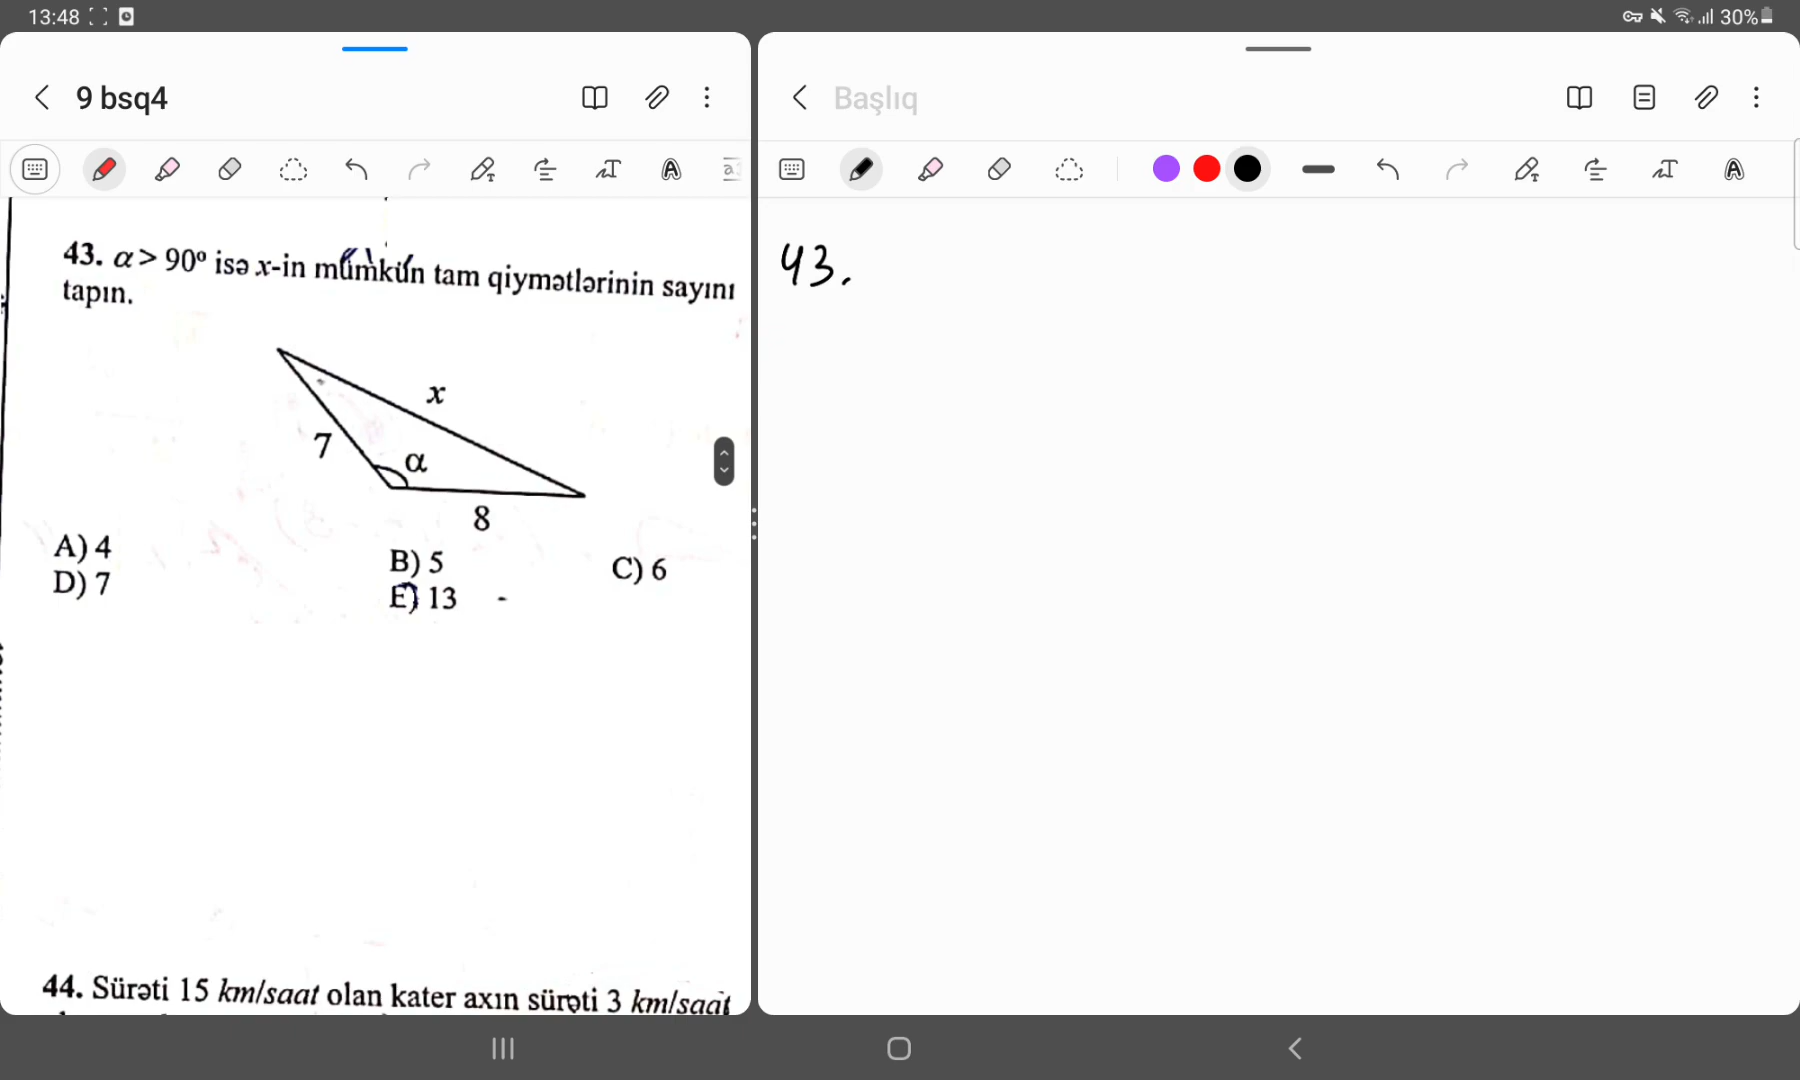 13:48
30%
9 bsq4
Başlıq
43. α > 90° isə x-in mümkün tam qiymətlərinin sayını
tapın.
x
7
α
8
A) 4
B) 5
C) 6
D) 7
E) 13
44. Sürəti 15 km/saat olan kater axın sürəti 3 km/saat
43.